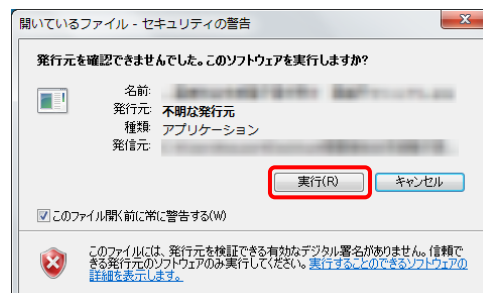 開いているファイル - セキュリティの警告
発行元を確認できませんでした。このソフトウェアを実行しますか?
名前:
発行元: 不明な発行元
種類: アプリケーション
発信元:
実行(R)
キャンセル
このファイル開く前に常に警告する(W)
このファイルには、発行元を検証できる有効なデジタル署名がありません。信頼で
きる発行元のソフトウェアのみ実行してください。実行することのできるソフトウェアの
詳細を表示します。